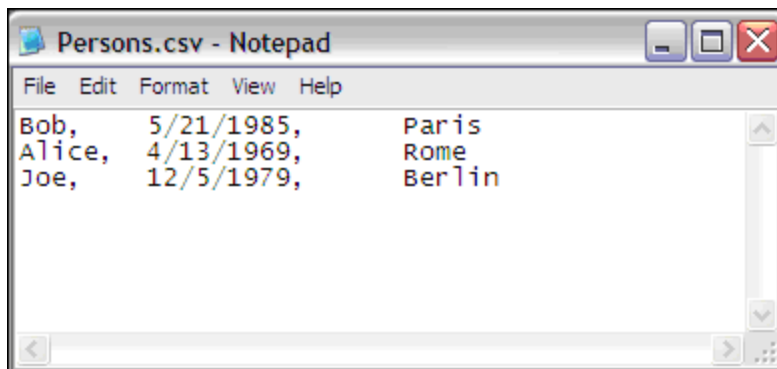 Persons.csv - Notepad
File Edit Format View Help
Bob, 5/21/1985, Paris
Alice, 4/13/1969, Rome
Joe, 12/5/1979, Berlin